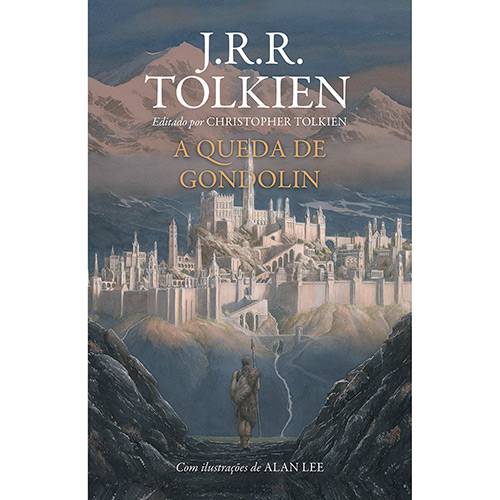 J.R.R.
TOLKIEN
Editado por CHRISTOPHER TOLKIEN
A QUEDA DE
GONDOLIN
Com ilustrações de ALAN LEE